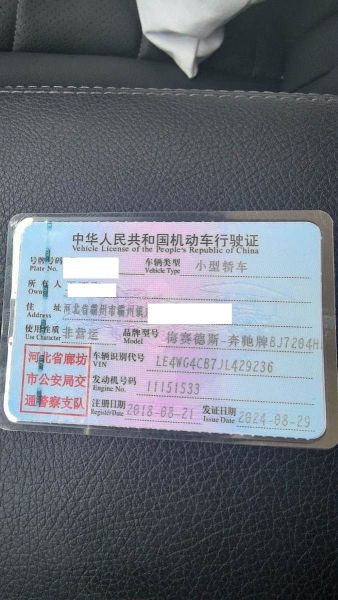 中华人民共和国机动车行驶证
Vehicle License of the People's Republic of China
号牌号码 车辆类型 小型轿车
Plate No. Vehicle Type
所有人
Owner
住址 河北省霸州市霸州镇
Address
使用性质 非营运 品牌型号 梅赛德斯-奔驰牌BJ7204H
Use Character Model
河北省廊坊市公安局交通警察支队
车辆识别代号 LE4WG4CB7JL429236
VIN
发动机号码 11151533
Engine No.
注册日期 2018-08-21 发证日期 2024-08-29
Register Date Issue Date